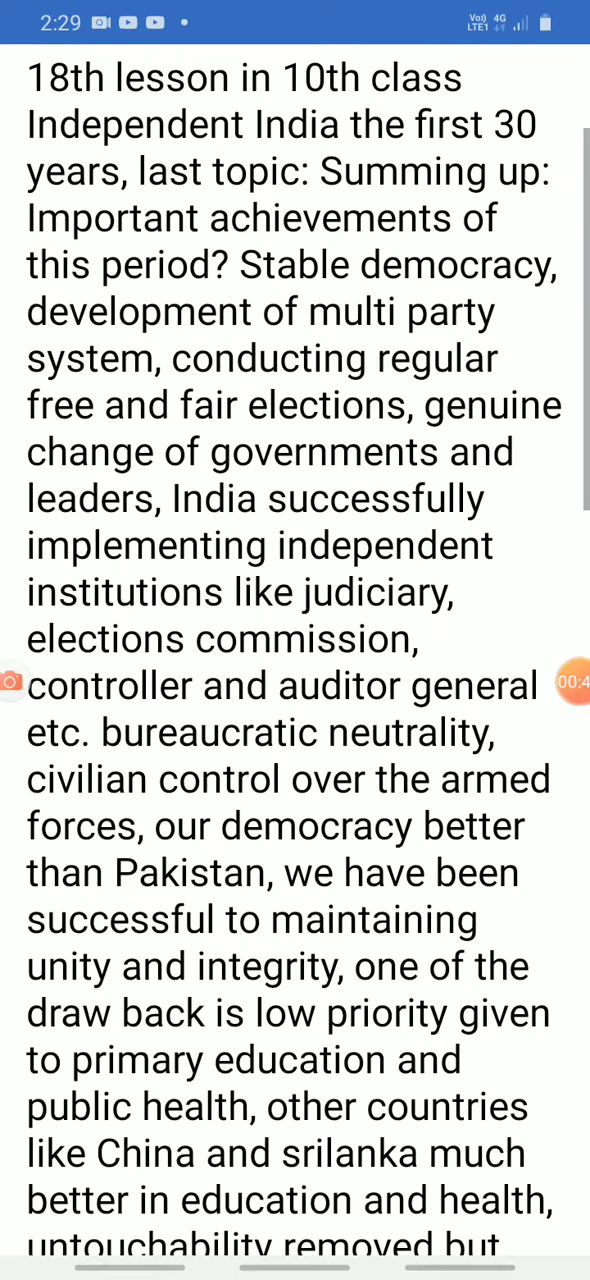 2:29
Vo)) 4G
LTE1
18th lesson in 10th class
Independent India the first 30
years, last topic: Summing up:
Important achievements of
this period? Stable democracy,
development of multi party
system, conducting regular
free and fair elections, genuine
change of governments and
leaders, India successfully
implementing independent
institutions like judiciary,
elections commission,
controller and auditor general
00:4
etc. bureaucratic neutrality,
civilian control over the armed
forces, our democracy better
than Pakistan, we have been
successful to maintaining
unity and integrity, one of the
draw back is low priority given
to primary education and
public health, other countries
like China and srilanka much
better in education and health,
untouchability removed but